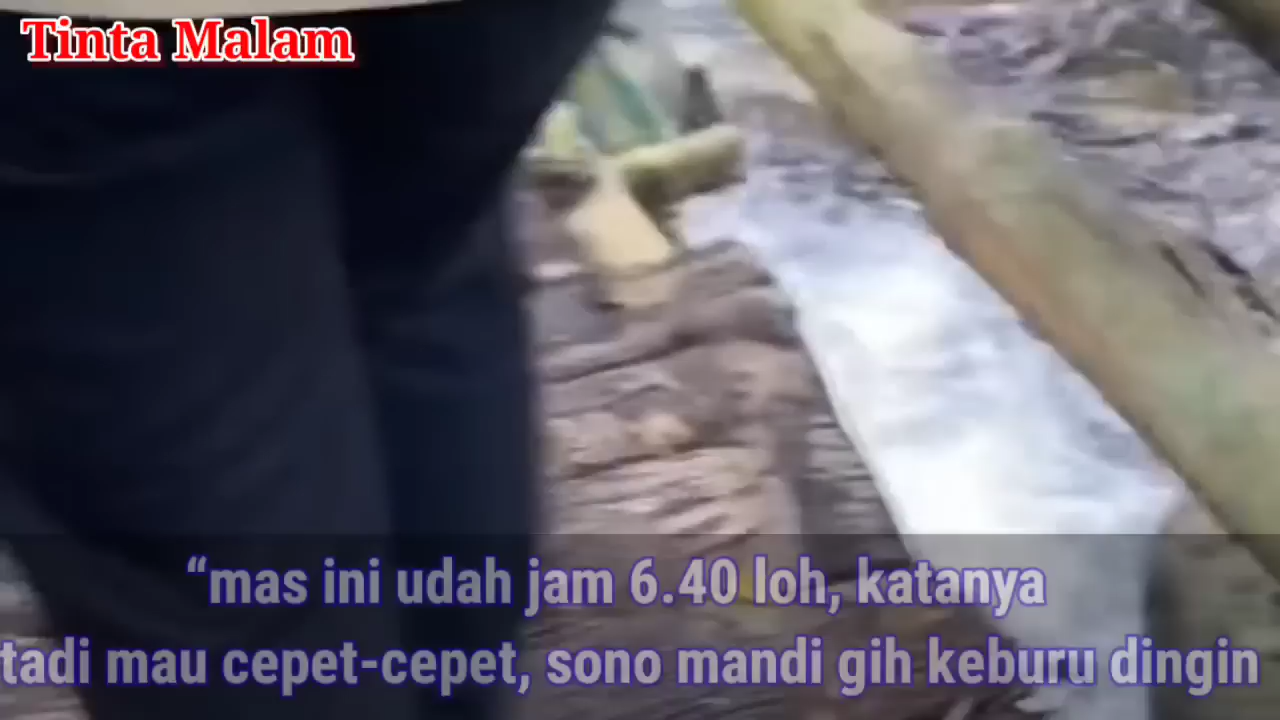 Tinta Malam
“mas ini udah jam 6.40 loh, katanya
tadi mau cepet-cepet, sono mandi gih keburu dingin